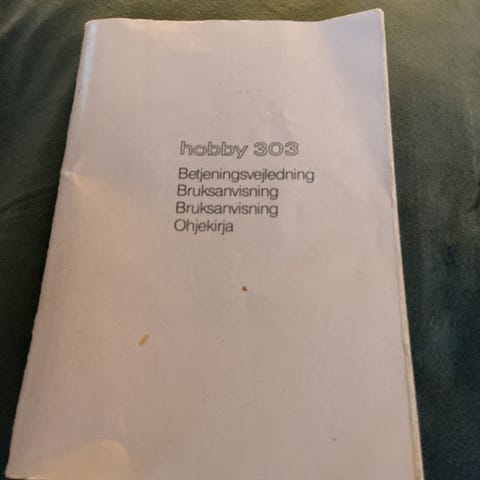 hobby 303
Betjeningsvejledning
Bruksanvisning
Bruksanvisning
Ohjekirja